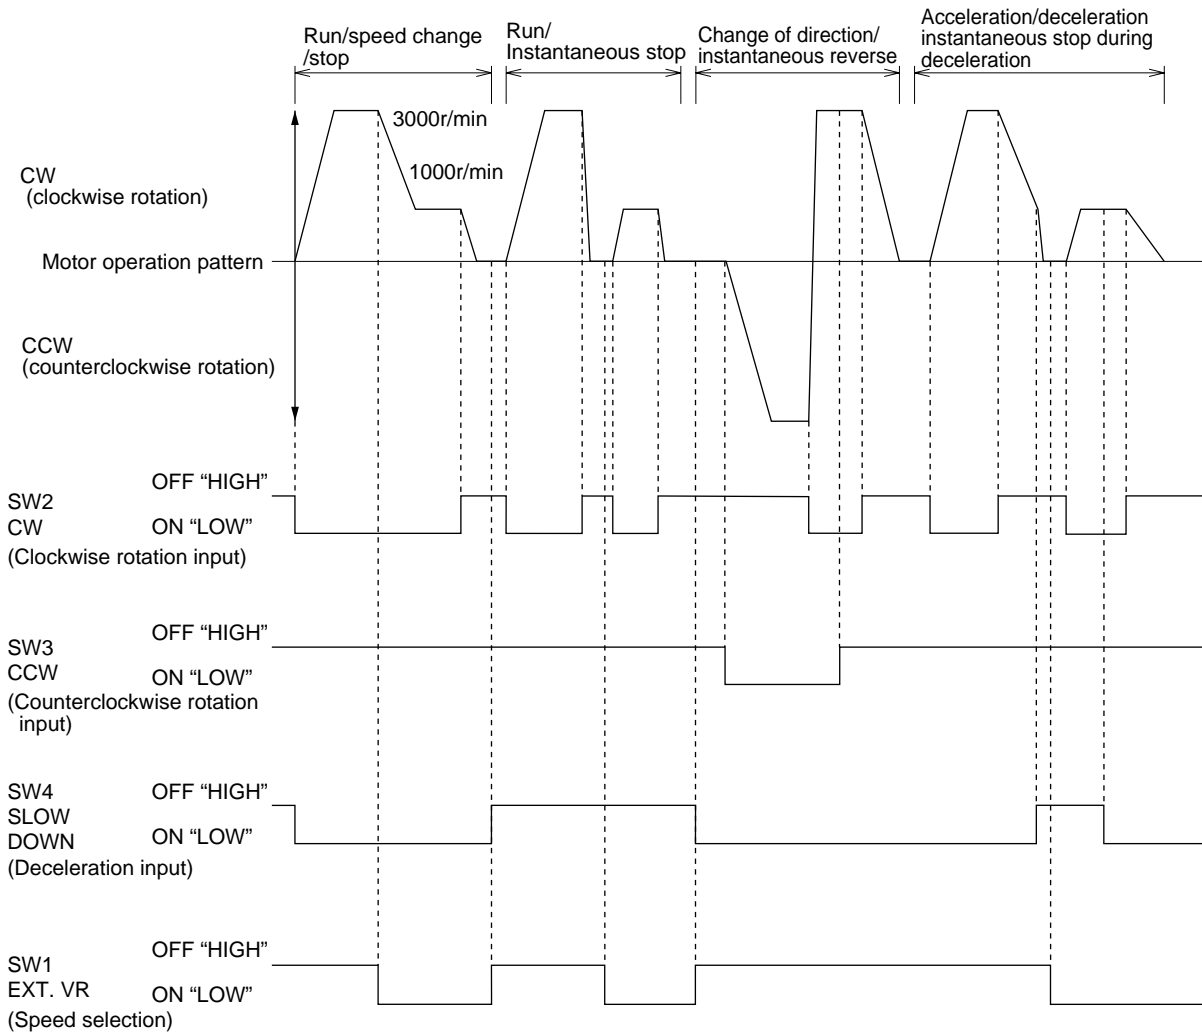 Run/speed change
/stop
Run/
Instantaneous stop
Change of direction/
instantaneous reverse
Acceleration/deceleration
instantaneous stop during
deceleration
3000r/min
1000r/min
CW
(clockwise rotation)
Motor operation pattern
CCW
(counterclockwise rotation)
OFF “HIGH”
SW2
CW
ON “LOW”
(Clockwise rotation input)
OFF “HIGH”
SW3
CCW
ON “LOW”
(Counterclockwise rotation
input)
SW4
OFF “HIGH”
SLOW
DOWN
ON “LOW”
(Deceleration input)
OFF “HIGH”
SW1
EXT. VR
ON “LOW”
(Speed selection)